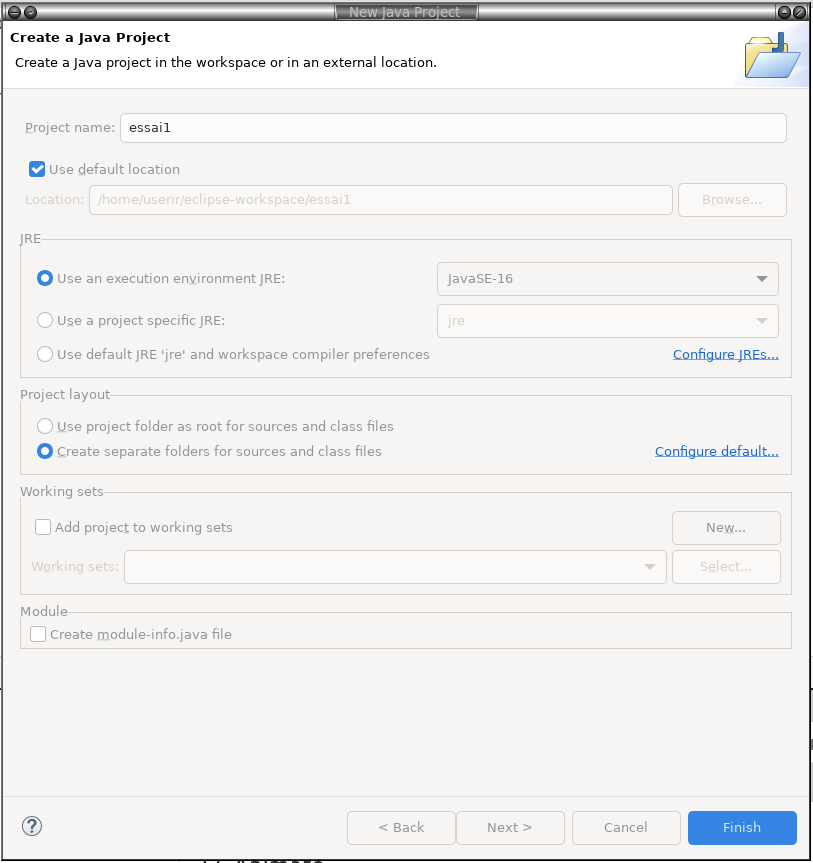 New Java Project
Create a Java Project
Create a Java project in the workspace or in an external location.
Project name: essai1
Use default location
Location: /home/userir/eclipse-workspace/essai1 Browse...
JRE
Use an execution environment JRE: JavaSE-16
Use a project specific JRE: jre
Use default JRE 'jre' and workspace compiler preferences Configure JREs...
Project layout
Use project folder as root for sources and class files
Create separate folders for sources and class files Configure default...
Working sets
Add project to working sets New...
Working sets: Select...
Module
Create module-info.java file
? < Back Next > Cancel Finish